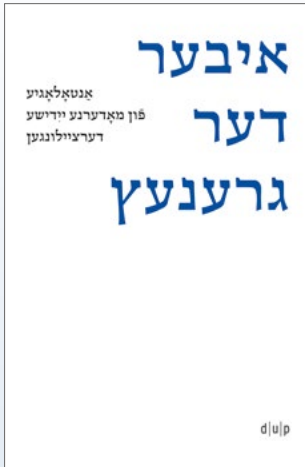 איבער
דער
גרענעץ
אַנטאָלאָגיע
פֿון מאָדערנע ייִדישע
דערציילונגען
d|u|p